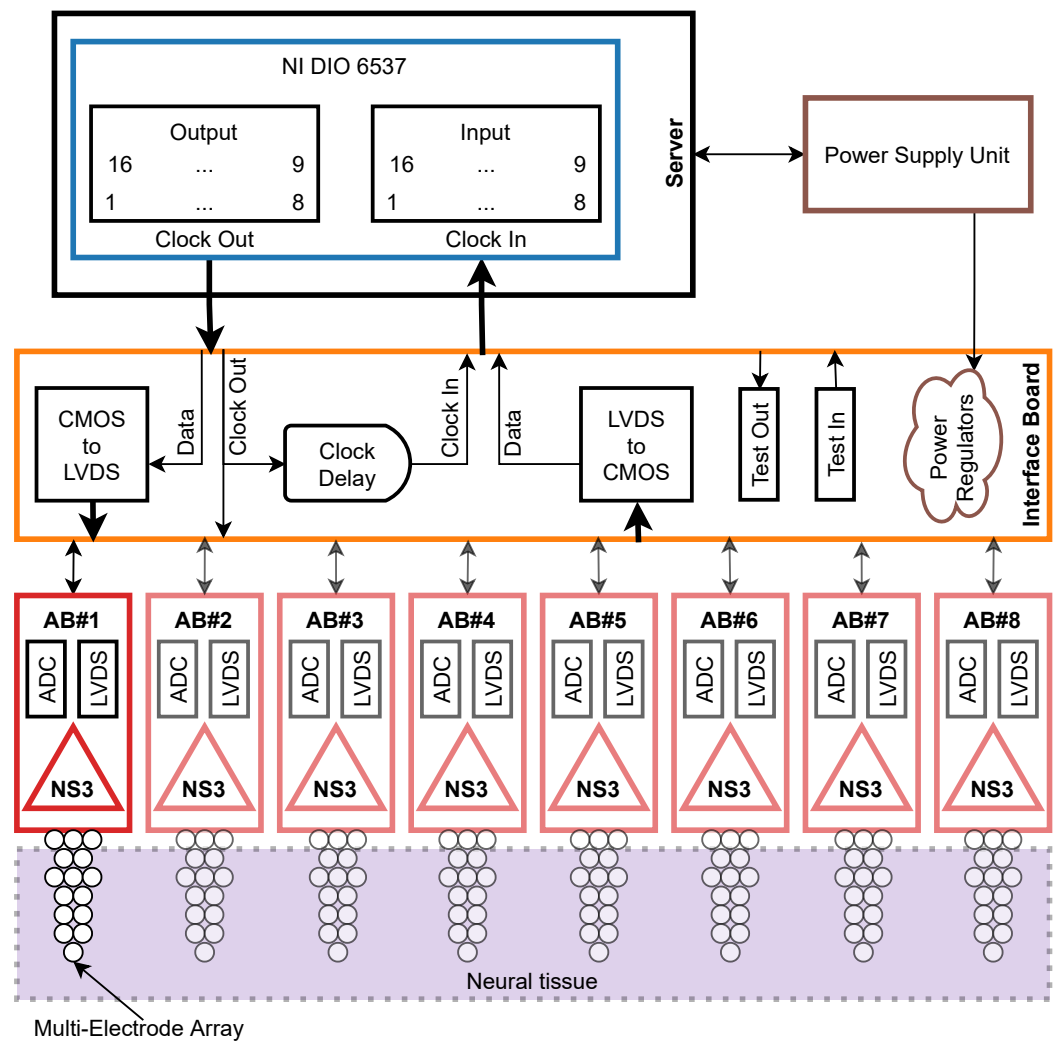 NI DIO 6537
Output
16 ... 9
1 ... 8
Clock Out
Input
16 ... 9
1 ... 8
Clock In
Server
Power Supply Unit
CMOS
to
LVDS
Data
Clock Out
Clock
Delay
Clock In
Data
LVDS
to
CMOS
Test Out
Test In
Power
Regulators
Interface Board
AB#1
ADC
LVDS
NS3
AB#2
ADC
LVDS
NS3
AB#3
ADC
LVDS
NS3
AB#4
ADC
LVDS
NS3
AB#5
ADC
LVDS
NS3
AB#6
ADC
LVDS
NS3
AB#7
ADC
LVDS
NS3
AB#8
ADC
LVDS
NS3
Neural tissue
Multi-Electrode Array